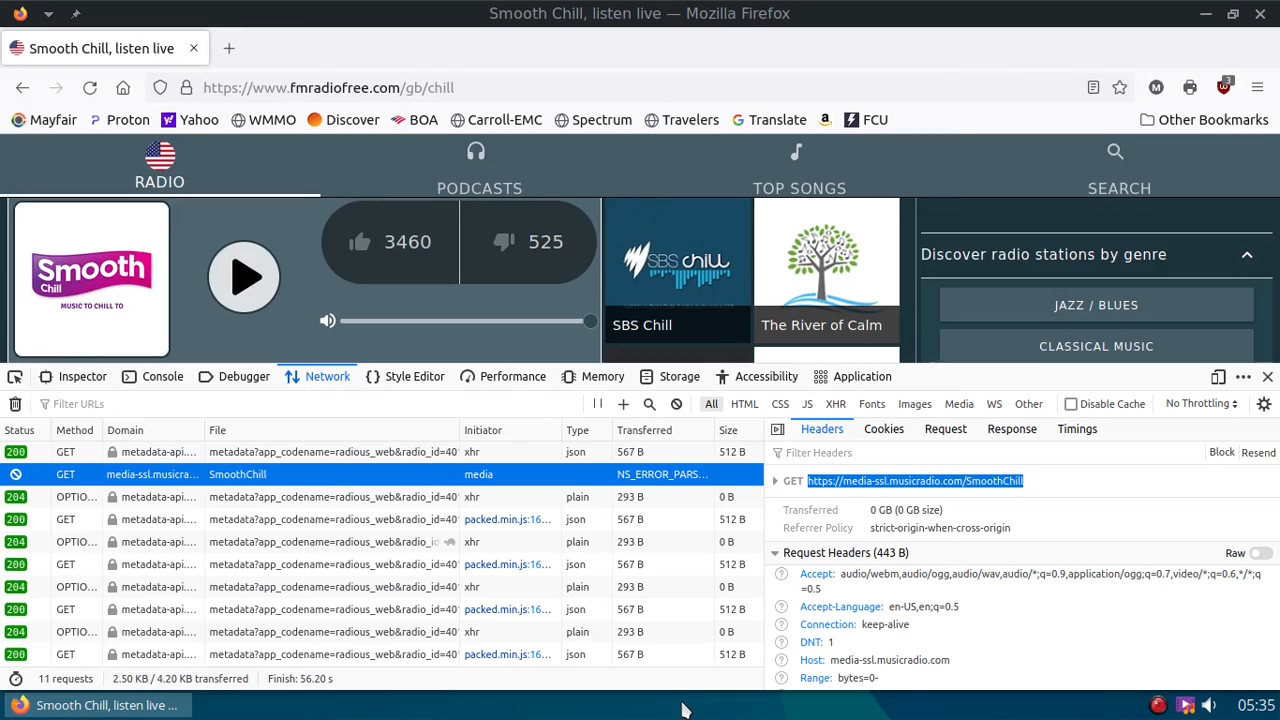 Smooth Chill, listen live — Mozilla Firefox
Smooth Chill, listen live
https://www.fmradiofree.com/gb/chill
M
3
Mayfair Proton Yahoo WMMO Discover BOA Carroll-EMC Spectrum Travelers Translate FCU Other Bookmarks
RADIO PODCASTS TOP SONGS SEARCH
Smooth
Chill
MUSIC TO CHILL TO
3460 525
SBS chill
SBS Chill
The River of Calm
Discover radio stations by genre
JAZZ / BLUES
CLASSICAL MUSIC
Inspector Console Debugger Network Style Editor Performance Memory Storage Accessibility Application
Filter URLs All HTML CSS JS XHR Fonts Images Media WS Other Disable Cache No Throttling
Status Method Domain File Initiator Type Transferred Size
200 GET metadata-api.... metadata?app_codename=radious_web&radio_id=40 xhr json 567 B 512 B
GET media-ssl.musicra... SmoothChill media NS_ERROR_PARS...
204 OPTIO... metadata-api.... metadata?app_codename=radious_web&radio_id=40 xhr plain 293 B 0 B
200 GET metadata-api.... metadata?app_codename=radious_web&radio_id=40 packed.min.js:16... json 567 B 512 B
204 OPTIO... metadata-api.... metadata?app_codename=radious_web&radio_id xhr plain 293 B 0 B
200 GET metadata-api.... metadata?app_codename=radious_web&radio_id=40 packed.min.js:16... json 567 B 512 B
204 OPTIO... metadata-api.... metadata?app_codename=radious_web&radio_id=40 xhr plain 293 B 0 B
200 GET metadata-api.... metadata?app_codename=radious_web&radio_id=40 packed.min.js:16... json 567 B 512 B
204 OPTIO... metadata-api.... metadata?app_codename=radious_web&radio_id=40 xhr plain 293 B 0 B
200 GET metadata-api.... metadata?app_codename=radious_web&radio_id=40 packed.min.js:16... json 567 B 512 B
11 requests 2.50 KB / 4.20 KB transferred Finish: 56.20 s
Headers Cookies Request Response Timings
Filter Headers Block Resend
GET https://media-ssl.musicradio.com/SmoothChill
Transferred 0 GB (0 GB size)
Referrer Policy strict-origin-when-cross-origin
Request Headers (443 B) Raw
Accept: audio/webm,audio/ogg,audio/wav,audio/*;q=0.9,application/ogg;q=0.7,video/*;q=0.6,*/*;q
=0.5
Accept-Language: en-US,en;q=0.5
Connection: keep-alive
DNT: 1
Host: media-ssl.musicradio.com
Range: bytes=0-
Smooth Chill, listen live ... 05:35